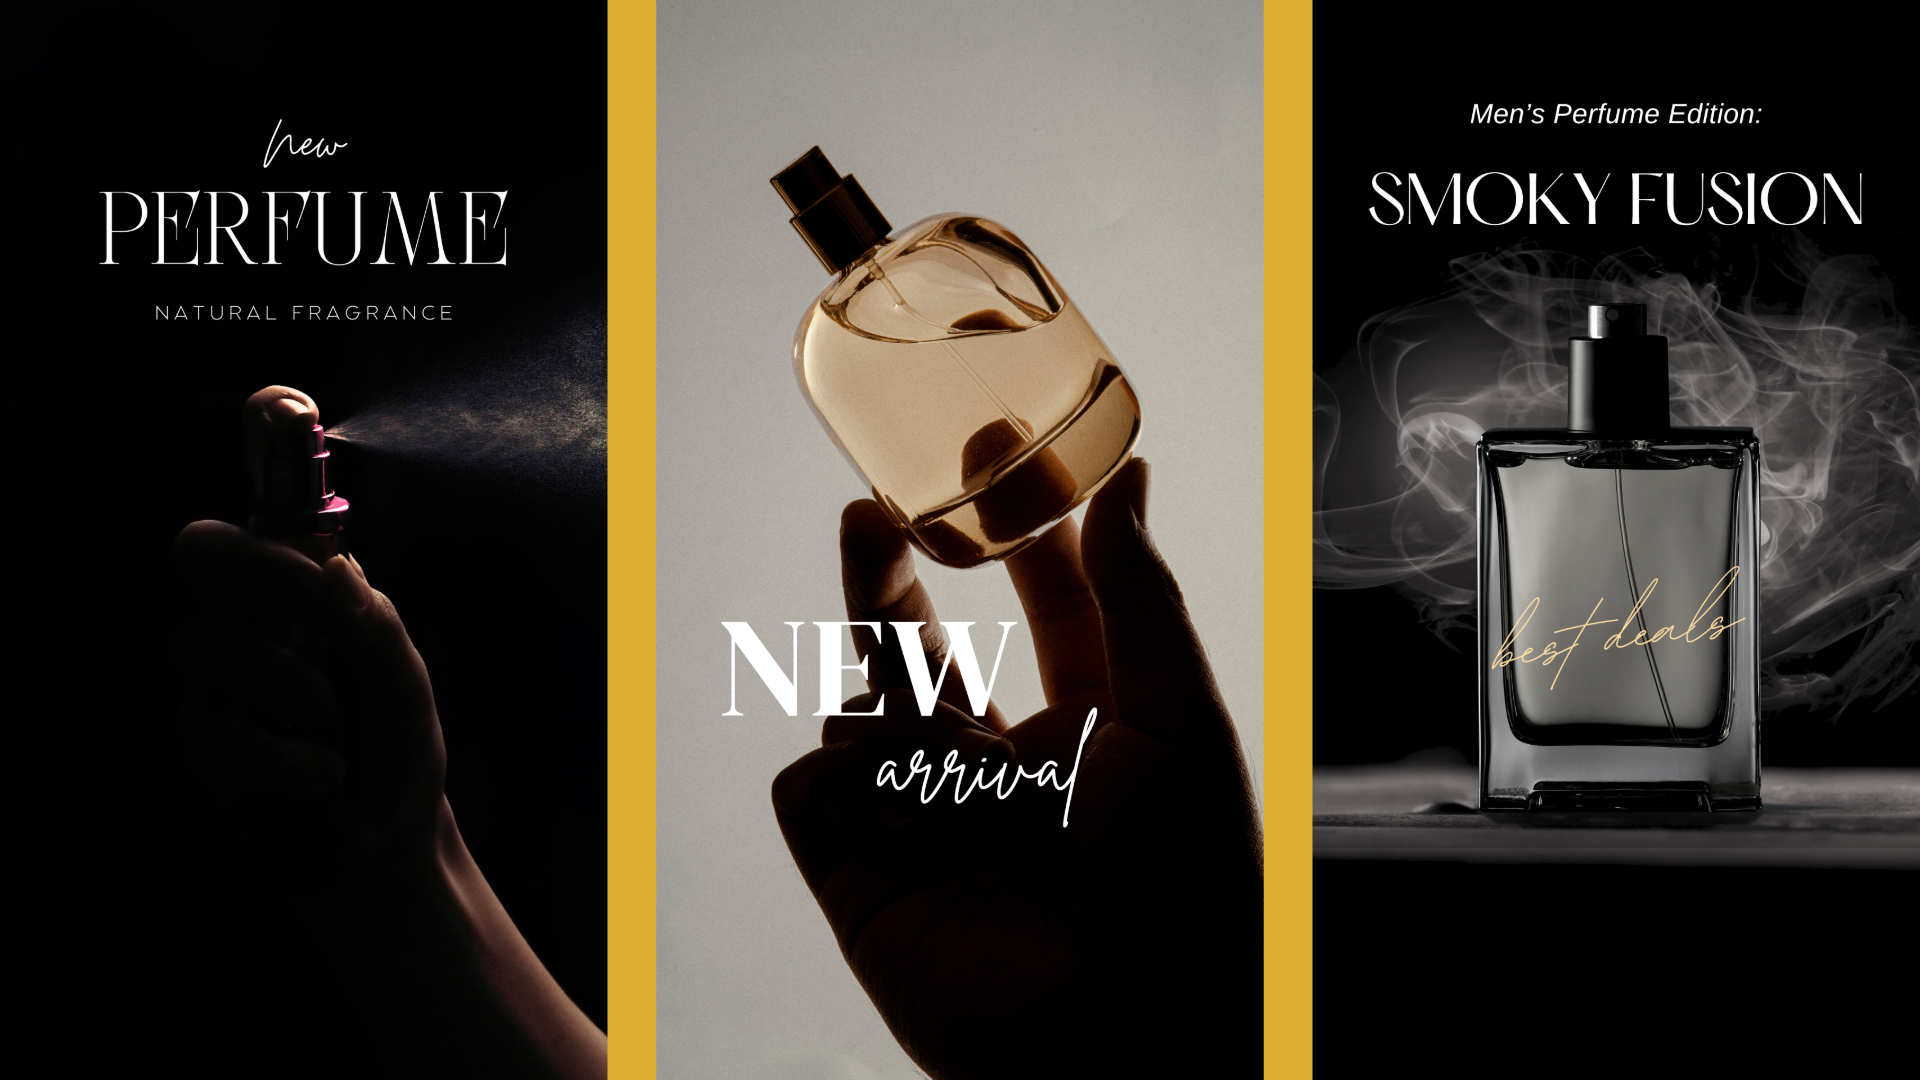 new
PERFUME
NATURAL FRAGRANCE
NEW
arrival
Men’s Perfume Edition:
SMOKY FUSION
best deals